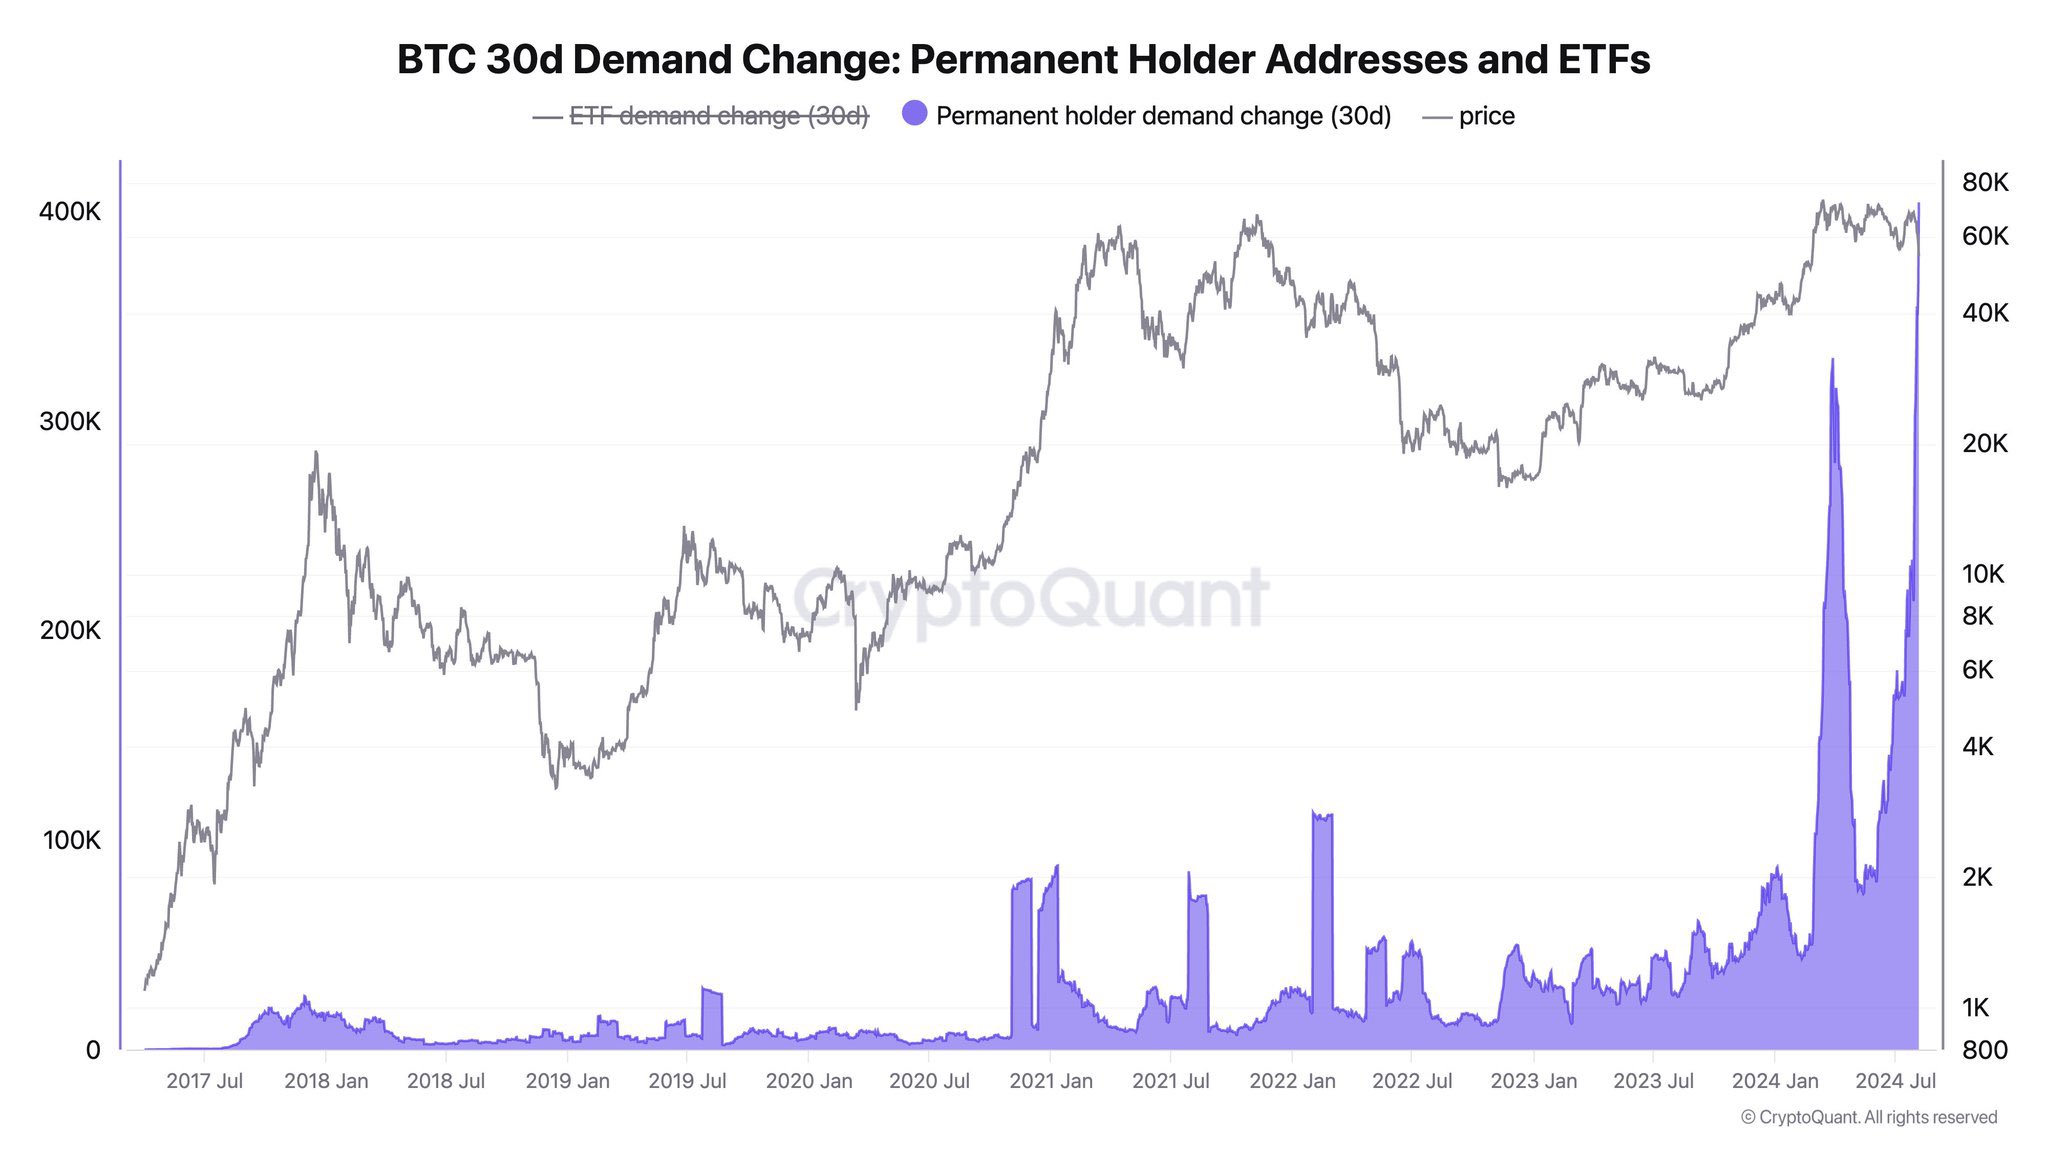 BTC 30d Demand Change: Permanent Holder Addresses and ETFs
ETF demand change (30d) Permanent holder demand change (30d) price
400K
300K
200K
100K
0
80K
60K
40K
20K
10K
8K
6K
4K
2K
1K
800
CryptoQuant
2017 Jul 2018 Jan 2018 Jul 2019 Jan 2019 Jul 2020 Jan 2020 Jul 2021 Jan 2021 Jul 2022 Jan 2022 Jul 2023 Jan 2023 Jul 2024 Jan 2024 Jul
© CryptoQuant. All rights reserved